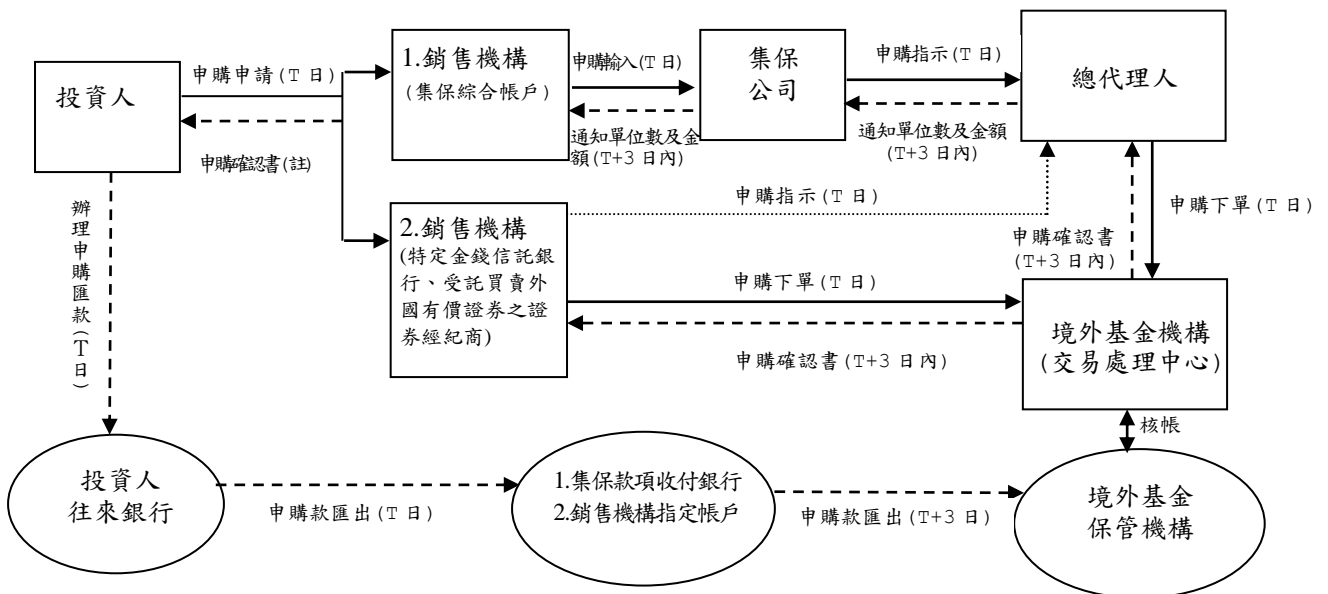 投資人
申購申請(T 日)
申購確認書(註)
1.銷售機構
(集保綜合帳戶)
申購輸入(T 日)
通知單位數及金
額(T+3 日內)
集保
公司
申購指示(T 日)
通知單位數及金額
(T+3 日內)
總代理人
辦理申購匯款(T日)
2.銷售機構
(特定金錢信託銀
行、受託買賣外
國有價證券之證
券經紀商)
申購指示(T 日)
申購下單(T 日)
申購確認書(T+3 日內)
申購確認書
(T+3 日內)
申購下單(T 日)
境外基金機構
(交易處理中心)
核帳
投資人
往來銀行
申購款匯出(T 日)
1.集保款項收付銀行
2.銷售機構指定帳戶
申購款匯出(T+3 日)
境外基金
保管機構